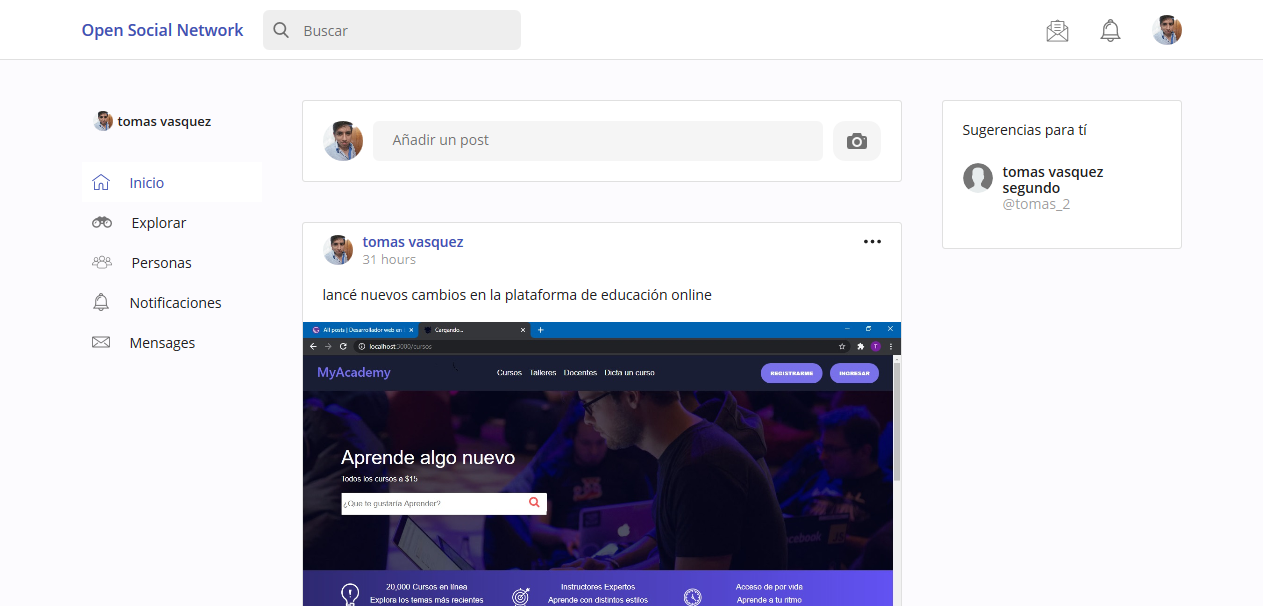 Open Social Network
Buscar
tomas vasquez
Inicio
Explorar
Personas
Notificaciones
Mensages
Añadir un post
tomas vasquez
31 hours
lancé nuevos cambios en la plataforma de educación online
All posts | Desarrollador web en
Cargando...
localhost:3000/cursos
T
MyAcademy
Cursos Talleres Docentes Dicta un curso
REGISTRARME
INGRESAR
Aprende algo nuevo
Todos los cursos a $15
¿Que te gustaría Aprender?
facebook
20,000 Cursos en línea
Explora los temas más recientes
Instructores Expertos
Aprende con distintos estilos
Acceso de por vida
Aprende a tu ritmo
Sugerencias para tí
tomas vasquez
segundo
@tomas_2